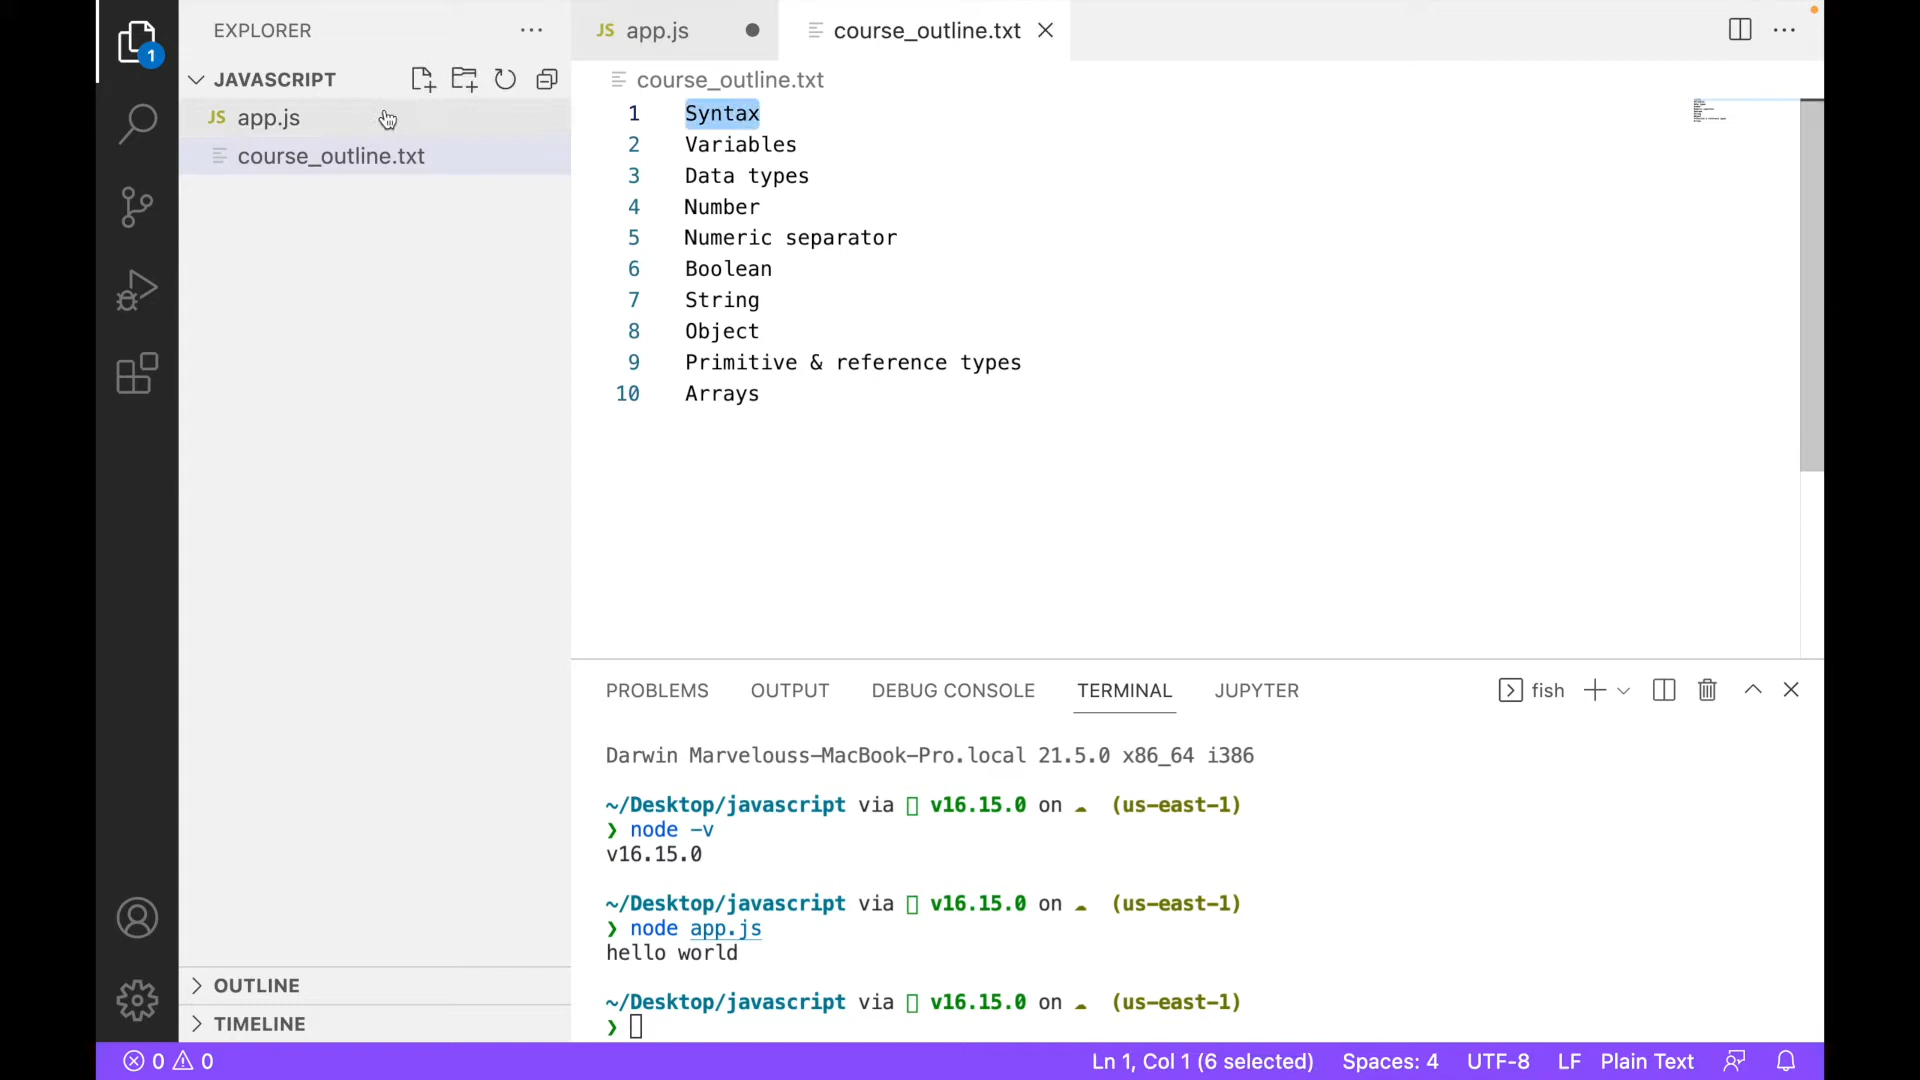 EXPLORER
JS app.js
course_outline.txt
1
JAVASCRIPT
JS app.js
course_outline.txt
course_outline.txt
1 Syntax
2 Variables
3 Data types
4 Number
5 Numeric separator
6 Boolean
7 String
8 Object
9 Primitive & reference types
10 Arrays
PROBLEMS OUTPUT DEBUG CONSOLE TERMINAL JUPYTER
fish
Darwin Marvelouss-MacBook-Pro.local 21.5.0 x86_64 i386
~/Desktop/javascript via v16.15.0 on ☁ (us-east-1)
❯ node -v
v16.15.0
~/Desktop/javascript via v16.15.0 on ☁ (us-east-1)
❯ node app.js
hello world
~/Desktop/javascript via v16.15.0 on ☁ (us-east-1)
❯
OUTLINE
TIMELINE
0 0
Ln 1, Col 1 (6 selected) Spaces: 4 UTF-8 LF Plain Text